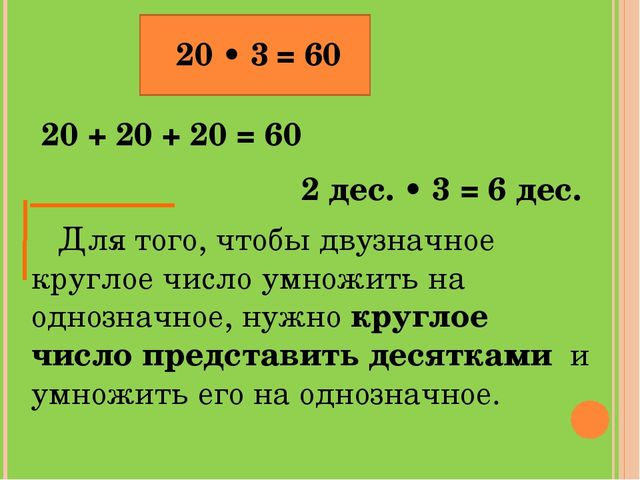 20 • 3 = 60
20 + 20 + 20 = 60
2 дес. • 3 = 6 дес.
Для того, чтобы двузначное
круглое число умножить на
однозначное, нужно круглое
число представить десятками и
умножить его на однозначное.